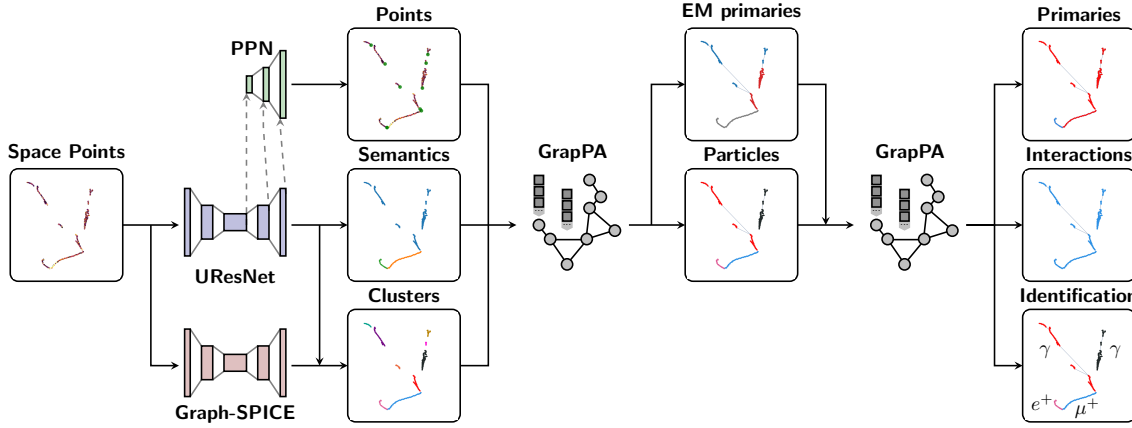 Points
EM primaries
Primaries
PPN
Space Points
Semantics
GrapPA
Particles
GrapPA
Interactions
UResNet
Clusters
Identification
Graph-SPICE
γ
γ
e⁺
μ⁺